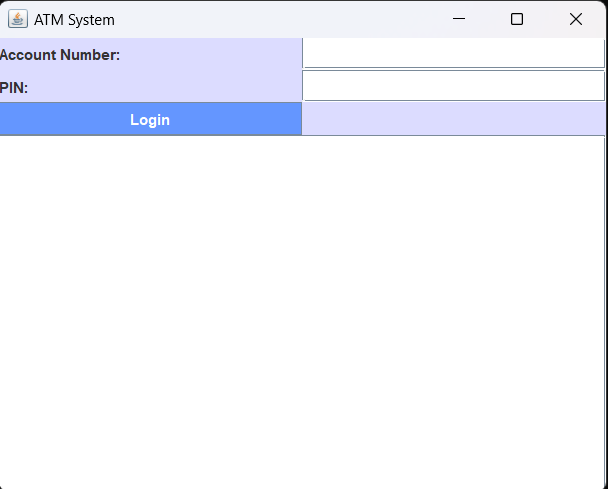 ATM System
Account Number:
PIN:
Login